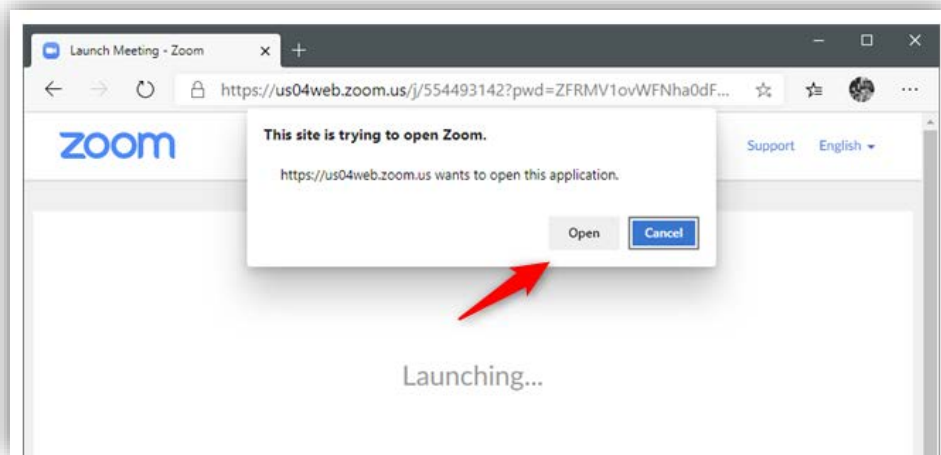 Launch Meeting - Zoom
https://us04web.zoom.us/j/554493142?pwd=ZFRMV1ovWFNha0dF...
zoom
Support English
This site is trying to open Zoom.
https://us04web.zoom.us wants to open this application.
Open Cancel
Launching...